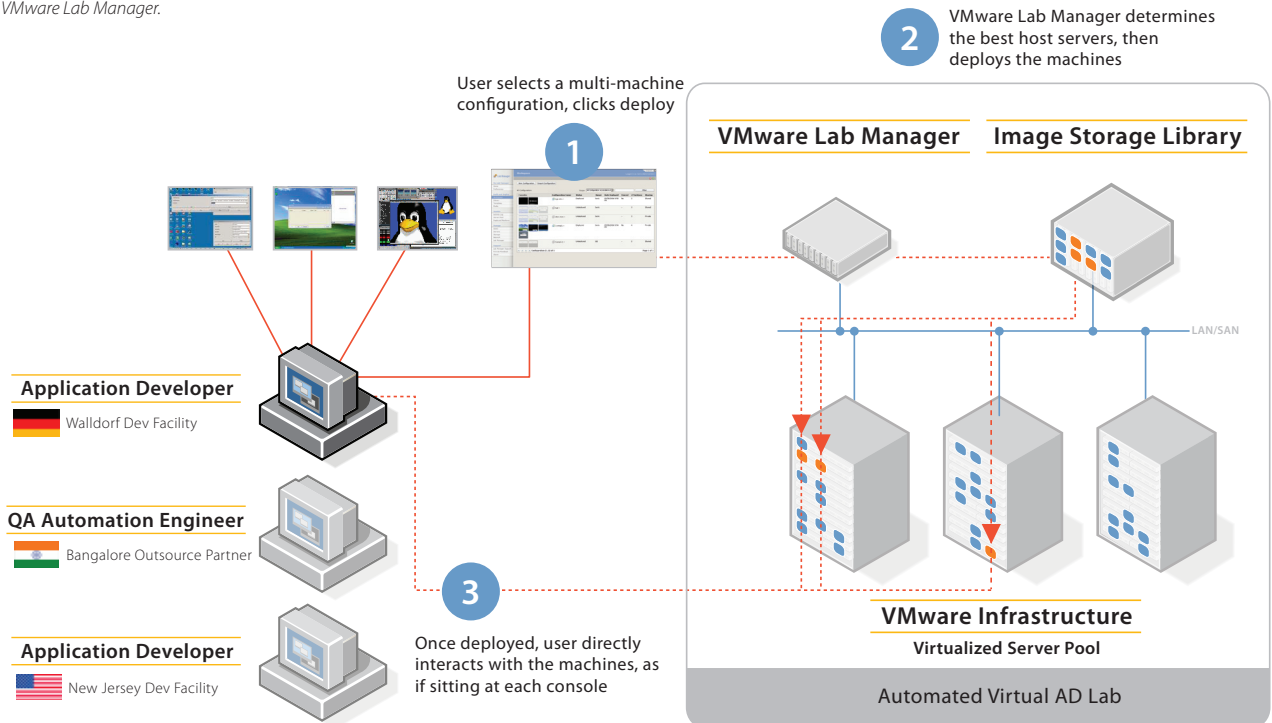 VMware Lab Manager.
2
VMware Lab Manager determines
the best host servers, then
deploys the machines
User selects a multi-machine
configuration, clicks deploy
1
VMware Lab Manager
Image Storage Library
LAN/SAN
Application Developer
Walldorf Dev Facility
QA Automation Engineer
Bangalore Outsource Partner
3
Once deployed, user directly
interacts with the machines, as
if sitting at each console
Application Developer
New Jersey Dev Facility
VMware Infrastructure
Virtualized Server Pool
Automated Virtual AD Lab